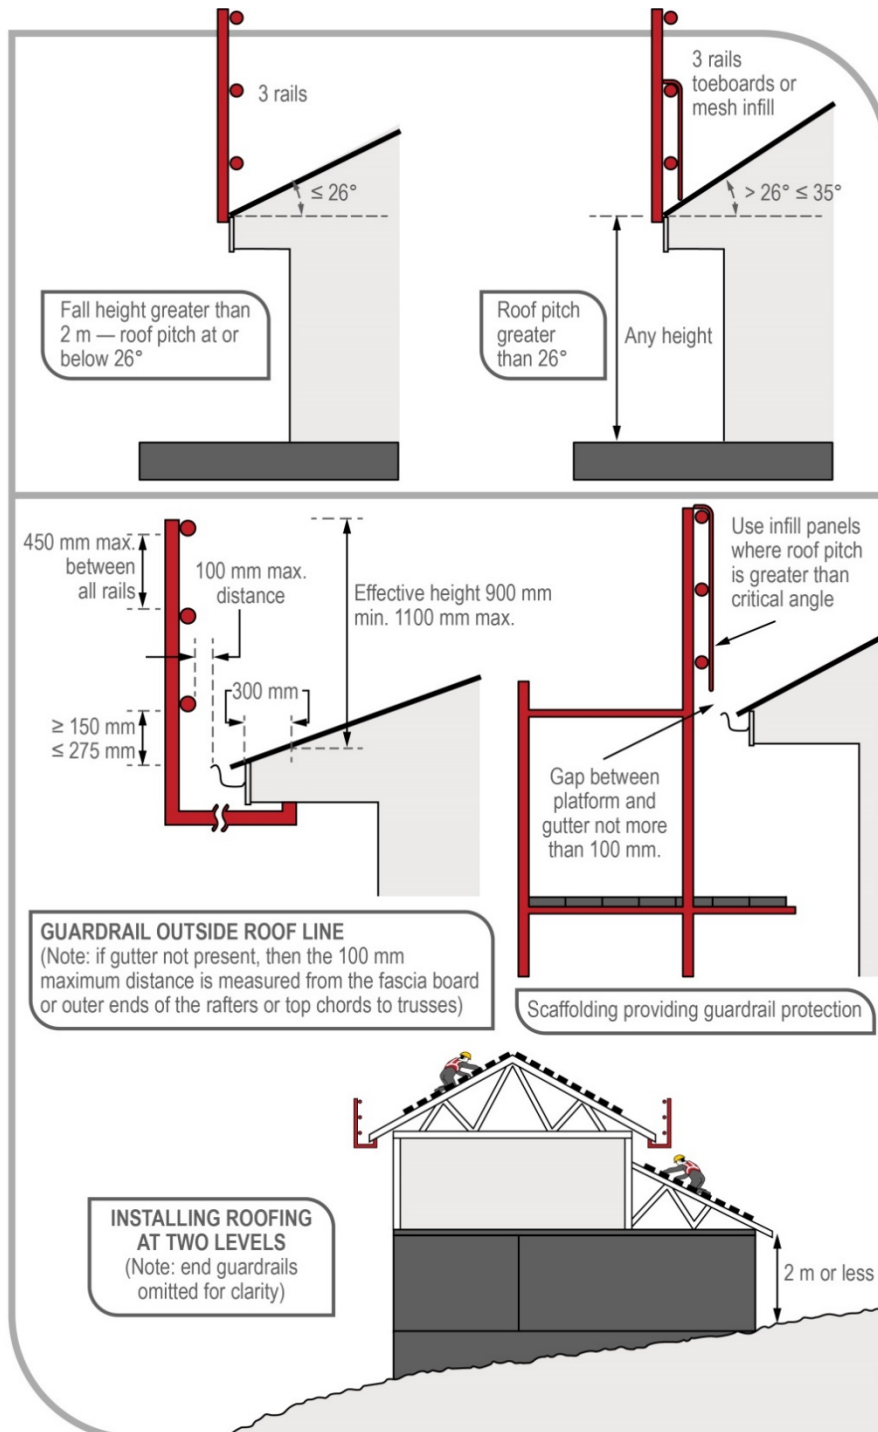 3 rails
≤ 26°
Fall height greater than
2 m — roof pitch at or
below 26°
3 rails
toeboards or
mesh infill
> 26° ≤ 35°
Roof pitch
greater
than 26°
Any height
450 mm max.
between
all rails
100 mm max.
distance
Effective height 900 mm
min. 1100 mm max.
300 mm
≥ 150 mm
≤ 275 mm
GUARDRAIL OUTSIDE ROOF LINE
(Note: if gutter not present, then the 100 mm
maximum distance is measured from the fascia board
or outer ends of the rafters or top chords to trusses)
Use infill panels
where roof pitch
is greater than
critical angle
Gap between
platform and
gutter not more
than 100 mm.
Scaffolding providing guardrail protection
INSTALLING ROOFING
AT TWO LEVELS
(Note: end guardrails
omitted for clarity)
2 m or less